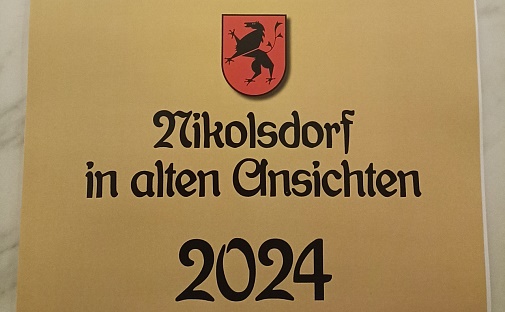 Nikolsdorf
in alten Ansichten
2024